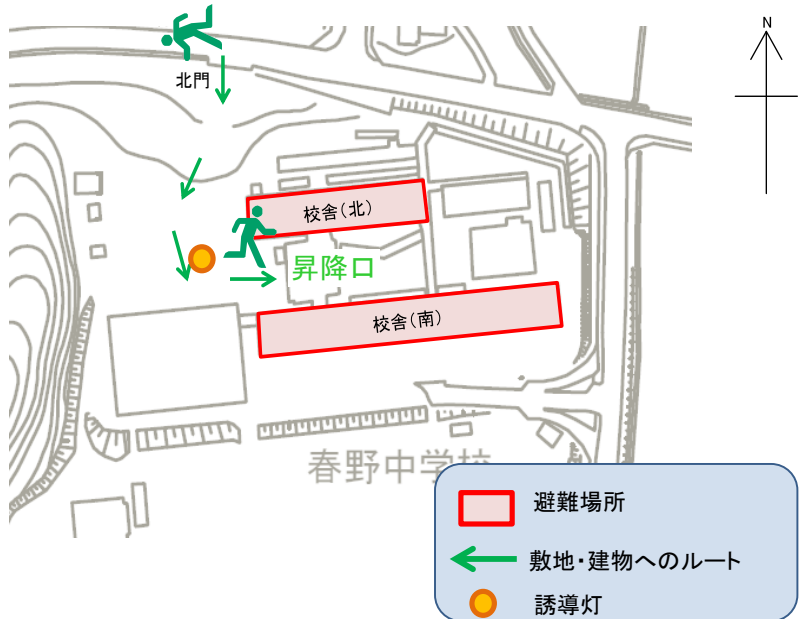 N
北門
校舎(北)
昇降口
校舎(南)
春野中学校
避難場所
敷地・建物へのルート
誘導灯